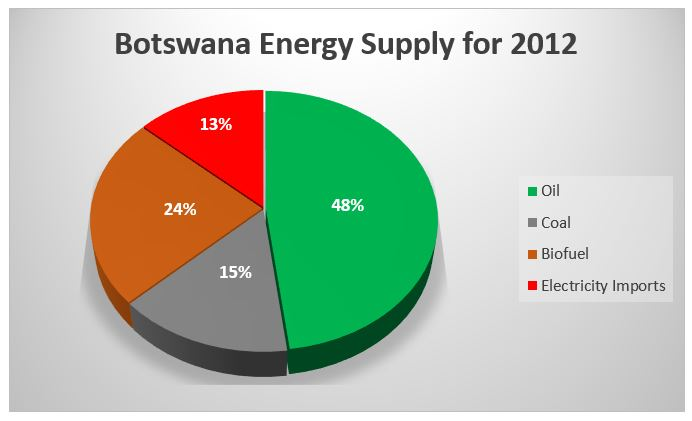 Botswana Energy Supply for 2012
13%
48%
24%
15%
Oil
Coal
Biofuel
Electricity Imports